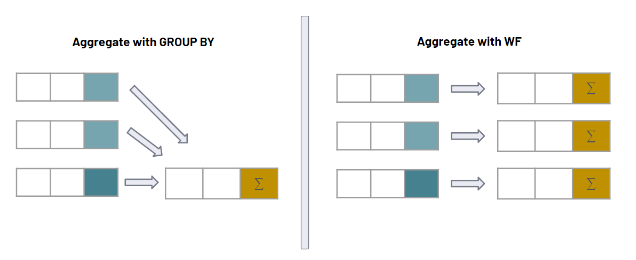 Aggregate with GROUP BY
Aggregate with WF
Σ
Σ
Σ
Σ